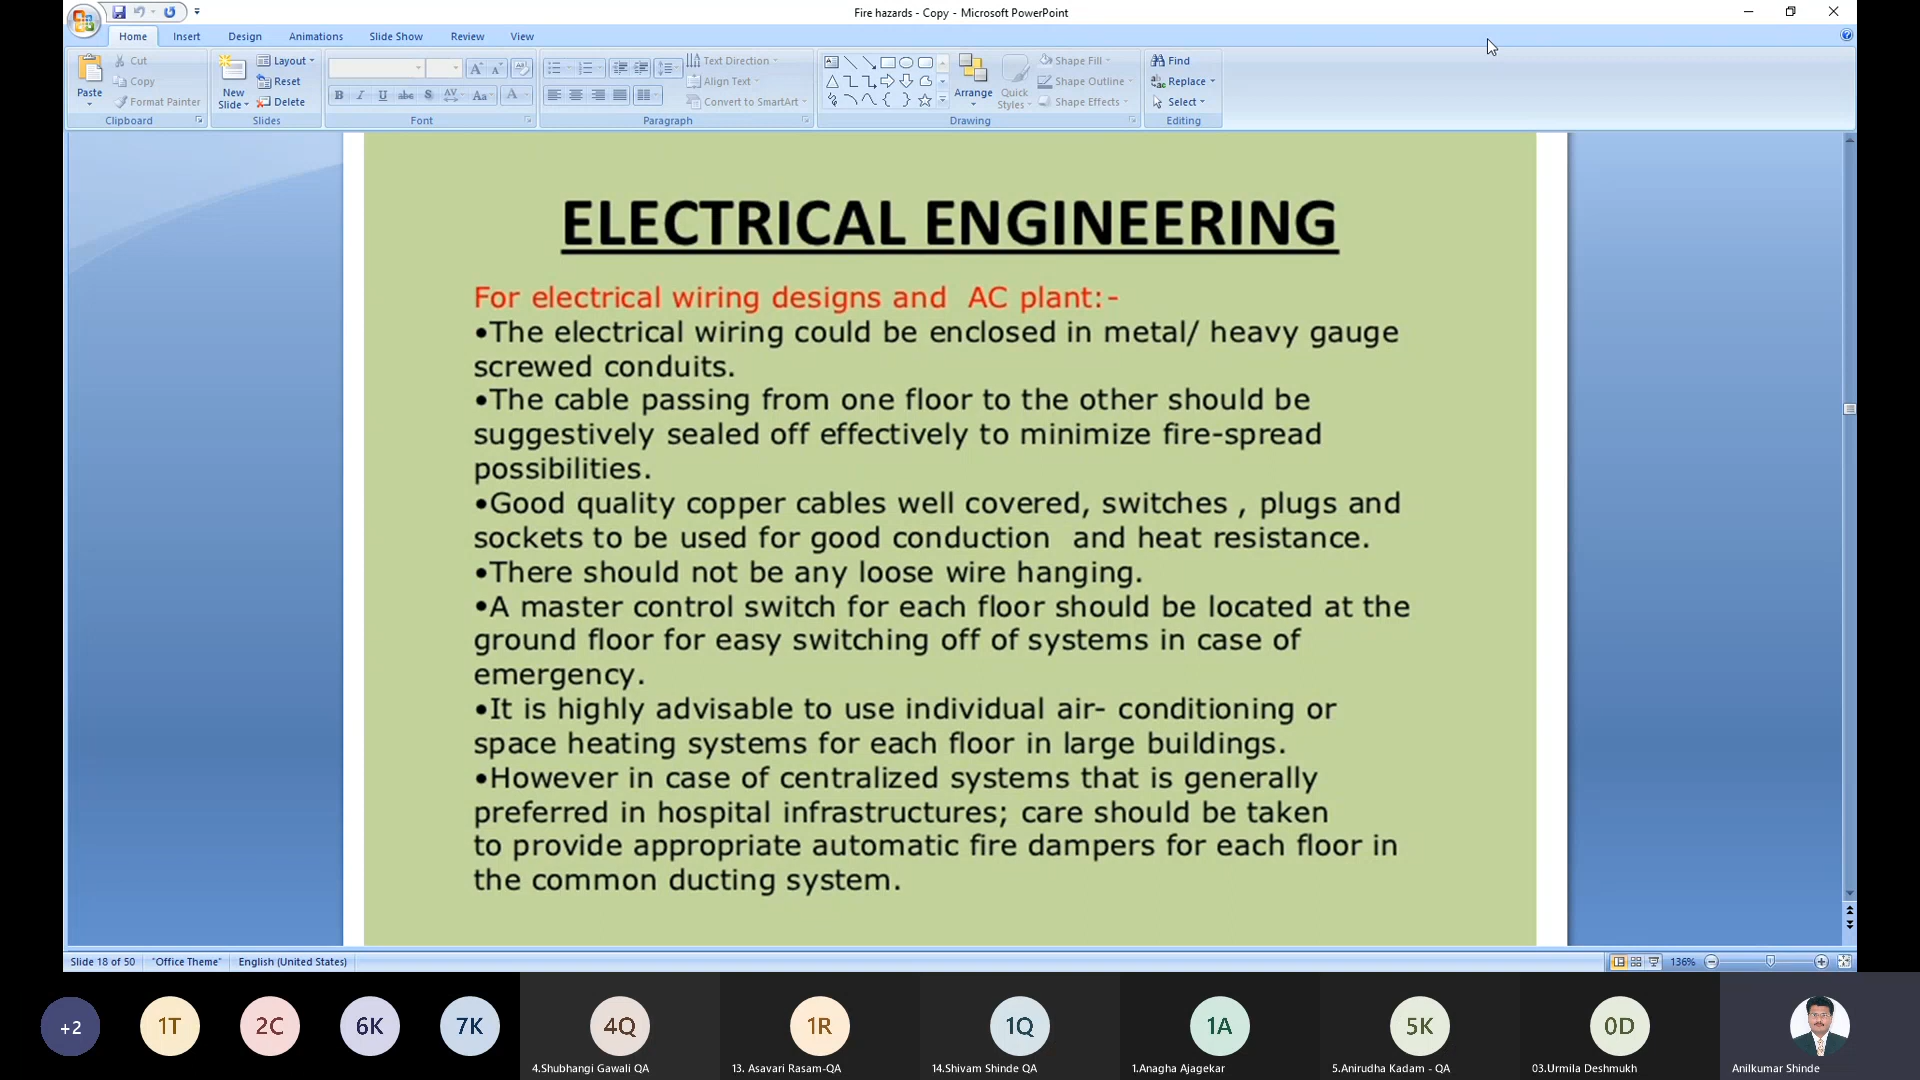 Fire hazards - Copy - Microsoft PowerPoint
Home Insert Design Animations Slide Show Review View
Paste
Cut
Copy
Format Painter
Clipboard
New
Slide
Layout
Reset
Delete
Slides
B I U abc S AV Aa A
Font
Text Direction
Align Text
Convert to SmartArt
Paragraph
Arrange
Quick
Styles
Shape Fill
Shape Outline
Shape Effects
Drawing
Find
Replace
Select
Editing
ELECTRICAL ENGINEERING
For electrical wiring designs and AC plant:-
•The electrical wiring could be enclosed in metal/ heavy gauge
screwed conduits.
•The cable passing from one floor to the other should be
suggestively sealed off effectively to minimize fire-spread
possibilities.
•Good quality copper cables well covered, switches , plugs and
sockets to be used for good conduction and heat resistance.
•There should not be any loose wire hanging.
•A master control switch for each floor should be located at the
ground floor for easy switching off of systems in case of
emergency.
•It is highly advisable to use individual air- conditioning or
space heating systems for each floor in large buildings.
•However in case of centralized systems that is generally
preferred in hospital infrastructures; care should be taken
to provide appropriate automatic fire dampers for each floor in
the common ducting system.
Slide 18 of 50 "Office Theme" English (United States) 136%
+2 1T 2C 6K 7K 4Q 1R 1Q 1A 5K 0D
4.Shubhangi Gawali QA 13. Asavari Rasam-QA 14.Shivam Shinde QA 1.Anagha Ajagekar 5.Anirudha Kadam - QA 03.Urmila Deshmukh Anilkumar Shinde